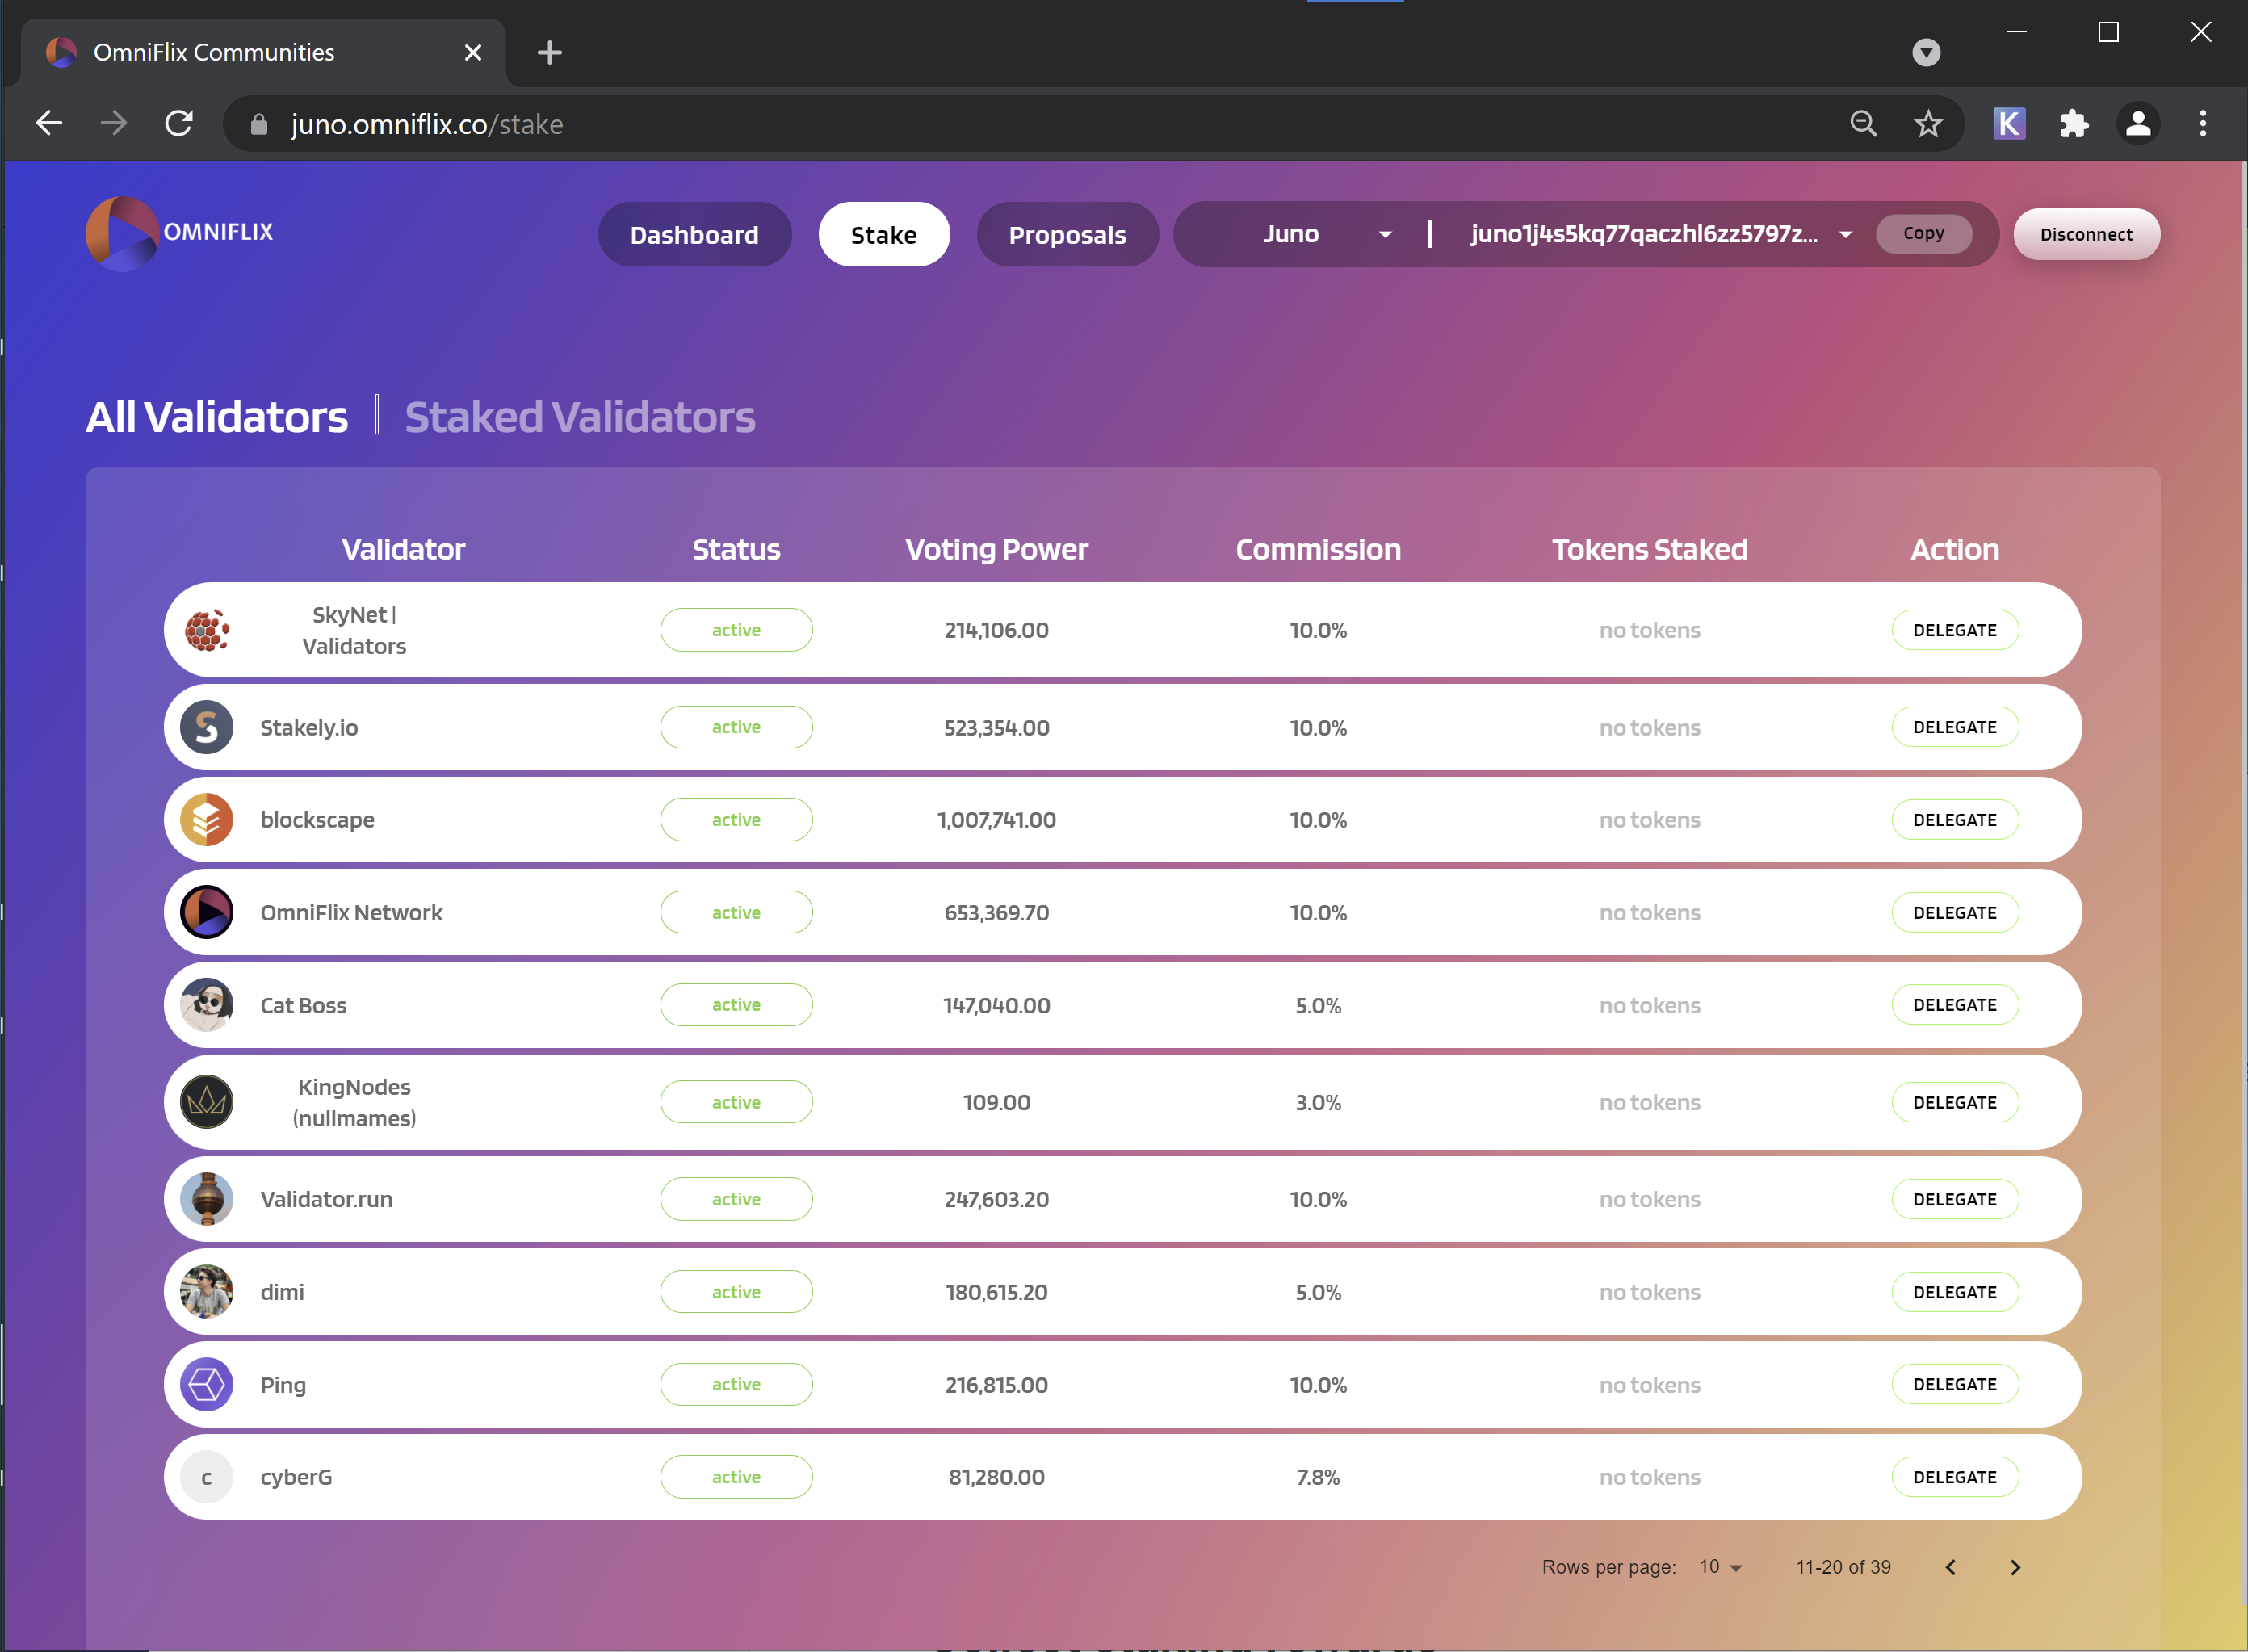 OmniFlix Communities
juno.omniflix.co/stake
K
OMNIFLIX
Dashboard
Stake
Proposals
Juno
juno1j4s5kq77qaczhl6zz5797z...
Copy
Disconnect
All Validators
Staked Validators
Validator Status Voting Power Commission Tokens Staked Action
SkyNet |
Validators
active 214,106.00 10.0% no tokens DELEGATE
S Stakely.io active 523,354.00 10.0% no tokens DELEGATE
blockscape active 1,007,741.00 10.0% no tokens DELEGATE
OmniFlix Network active 653,369.70 10.0% no tokens DELEGATE
Cat Boss active 147,040.00 5.0% no tokens DELEGATE
KingNodes
(nullmames)
active 109.00 3.0% no tokens DELEGATE
Validator.run active 247,603.20 10.0% no tokens DELEGATE
dimi active 180,615.20 5.0% no tokens DELEGATE
Ping active 216,815.00 10.0% no tokens DELEGATE
c cyberG active 81,280.00 7.8% no tokens DELEGATE
Rows per page: 10 11-20 of 39